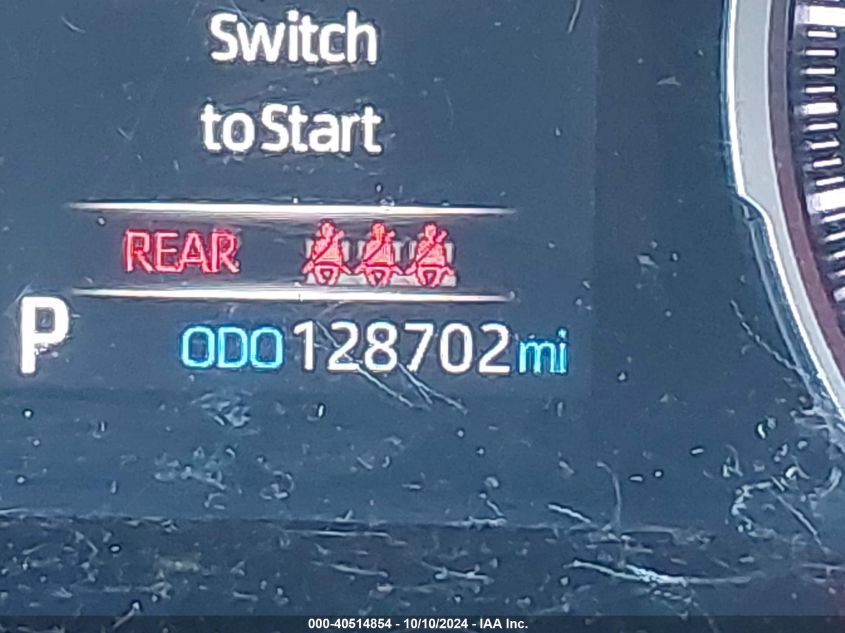 Switch
to Start
REAR
P ODO 128702 mi
000-40514854 - 10/10/2024 - IAA Inc.